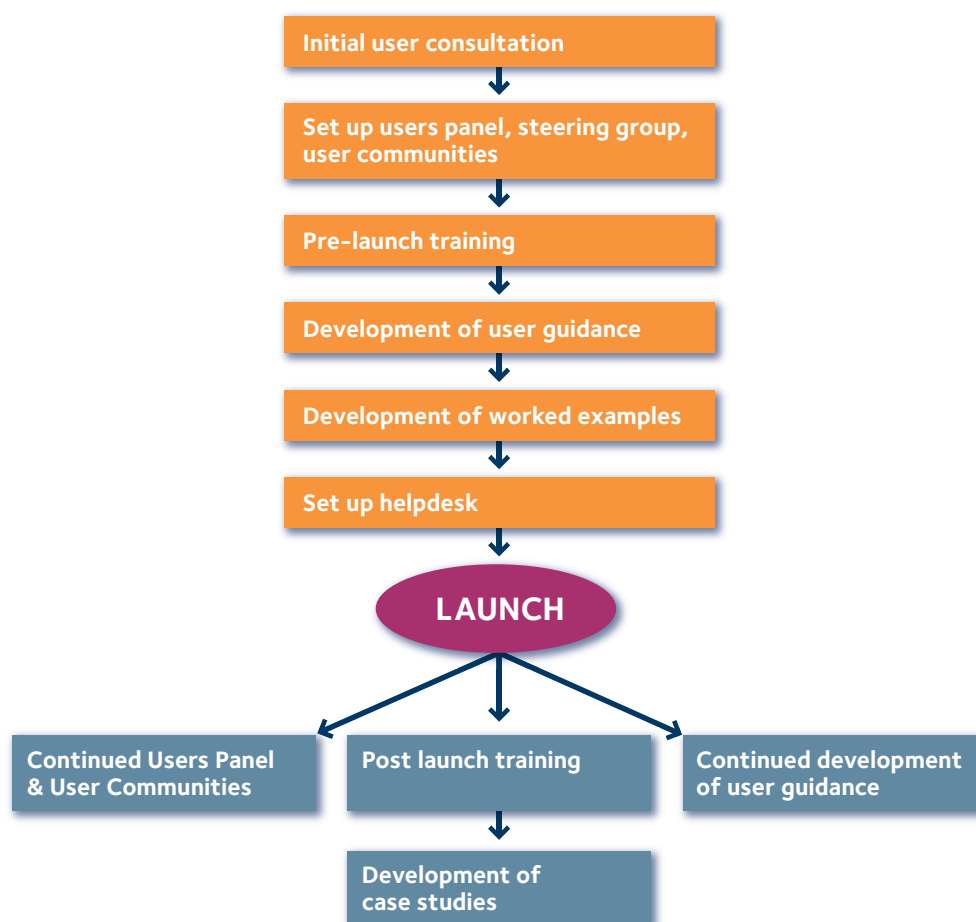 Initial user consultation
Set up users panel, steering group,
user communities
Pre-launch training
Development of user guidance
Development of worked examples
Set up helpdesk
LAUNCH
Continued Users Panel
& User Communities
Post launch training
Continued development
of user guidance
Development of
case studies